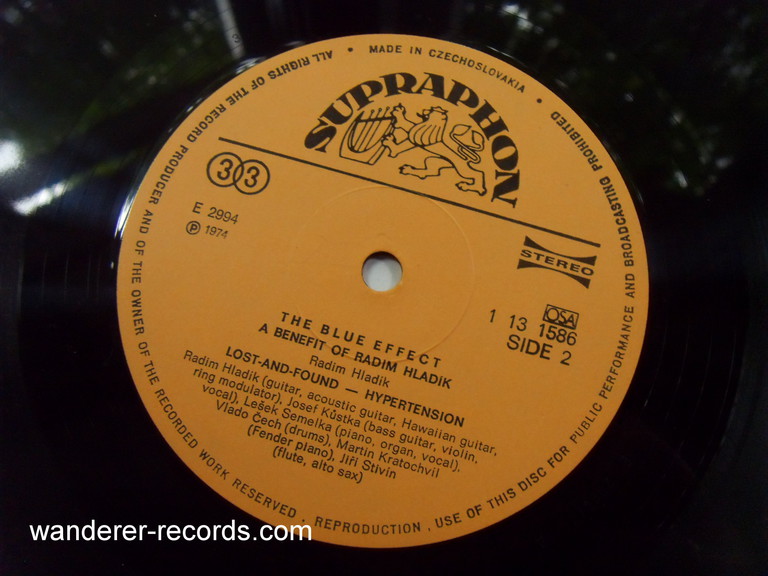 MADE IN CZECHOSLOVAKIA • ALL RIGHTS OF THE RECORD PRODUCER AND OF THE OWNER OF THE RECORDED WORK RESERVED . REPRODUCTION . USE OF THIS DISC FOR PUBLIC PERFORMANCE AND BROADCASTING PROHIBITED •
SUPRAPHON
33
E 2994
Ⓟ 1974
STEREO
OSA
1 13 1586
SIDE 2
THE BLUE EFFECT
A BENEFIT OF RADIM HLADÍK
Radim Hladík
LOST-AND-FOUND — HYPERTENSION
Radim Hladík (guitar, acoustic guitar, Hawaiian guitar,
ring modulator), Josef Kůstka (bass guitar, violin,
vocal), Lešek Semelka (piano, organ, vocal),
Vlado Čech (drums), Martin Kratochvíl
(Fender piano), Jiří Stivín
(flute, alto sax)
wanderer-records.com